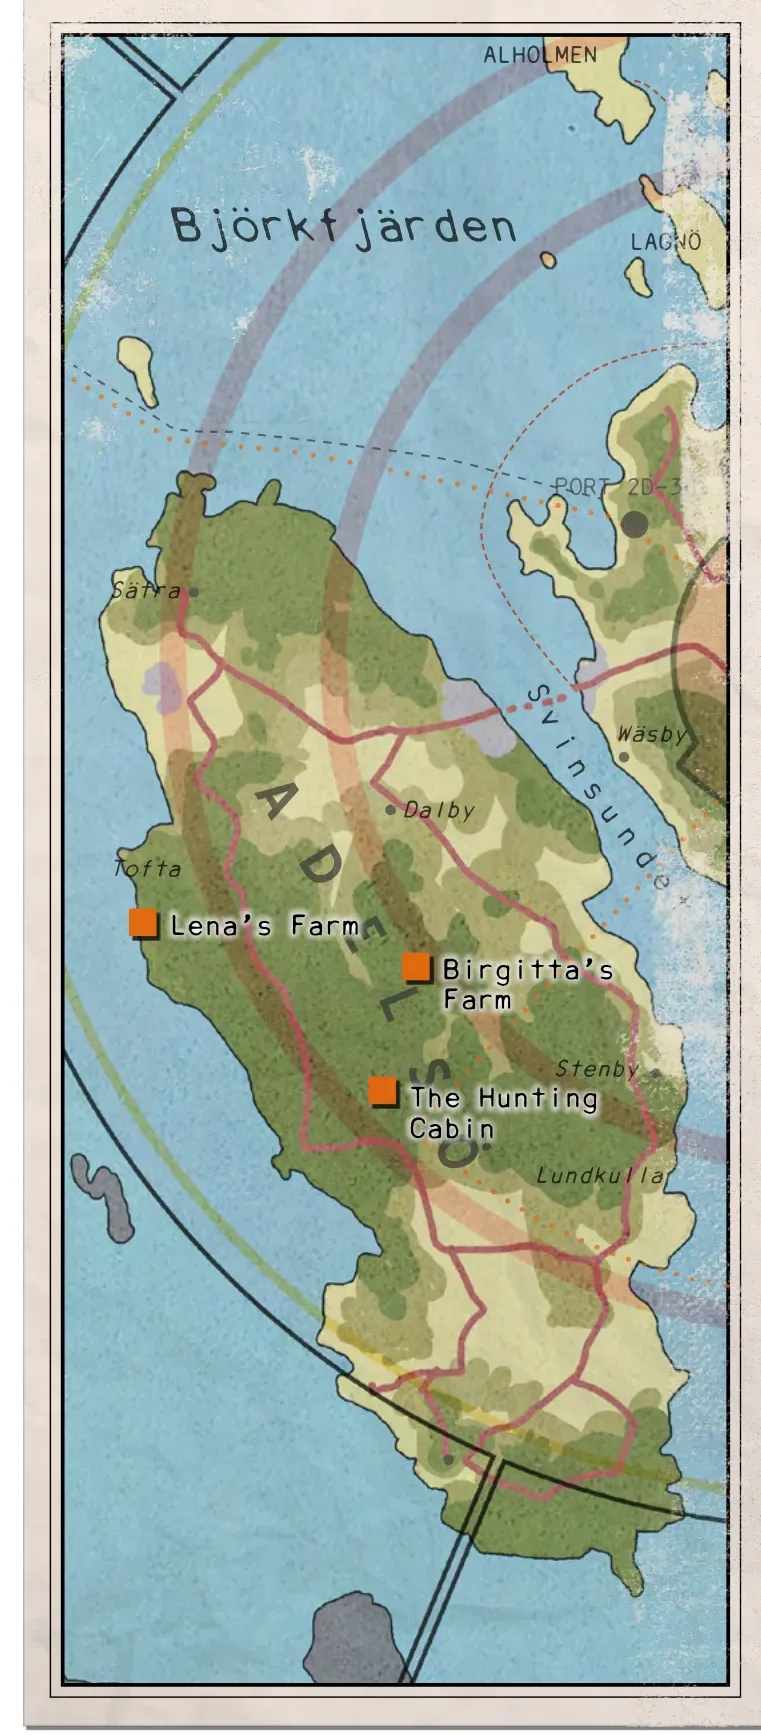 ALHOLMEN
Björkfjärden
LAGNÖ
PORT 2D-3
Sätra
Svinsunde
Wäsby
ADELSÖ
Dalby
Tofta
Lena's Farm
Birgitta's
Farm
Stenby
The Hunting
Cabin
Lundkulla